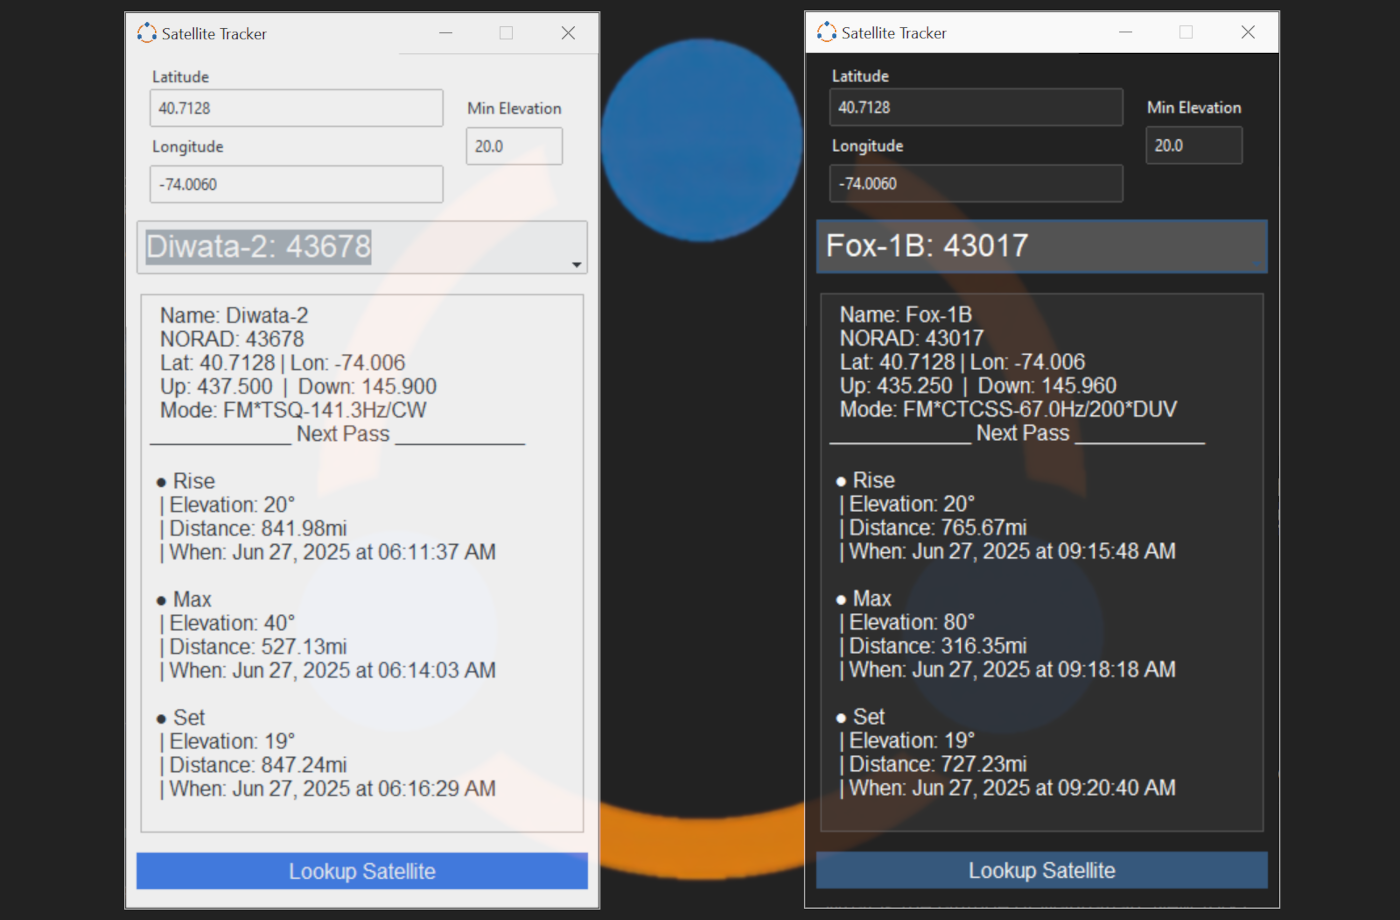 Satellite Tracker
Latitude
40.7128
Min Elevation
20.0
Longitude
-74.0060
Diwata-2: 43678
Name: Diwata-2
NORAD: 43678
Lat: 40.7128 | Lon: -74.006
Up: 437.500 | Down: 145.900
Mode: FM*TSQ-141.3Hz/CW
_____________ Next Pass ____________
● Rise
| Elevation: 20°
| Distance: 841.98mi
| When: Jun 27, 2025 at 06:11:37 AM
● Max
| Elevation: 40°
| Distance: 527.13mi
| When: Jun 27, 2025 at 06:14:03 AM
● Set
| Elevation: 19°
| Distance: 847.24mi
| When: Jun 27, 2025 at 06:16:29 AM
Lookup Satellite
Satellite Tracker
Latitude
40.7128
Min Elevation
20.0
Longitude
-74.0060
Fox-1B: 43017
Name: Fox-1B
NORAD: 43017
Lat: 40.7128 | Lon: -74.006
Up: 435.250 | Down: 145.960
Mode: FM*CTCSS-67.0Hz/200*DUV
_____________ Next Pass ____________
● Rise
| Elevation: 20°
| Distance: 765.67mi
| When: Jun 27, 2025 at 09:15:48 AM
● Max
| Elevation: 80°
| Distance: 316.35mi
| When: Jun 27, 2025 at 09:18:18 AM
● Set
| Elevation: 19°
| Distance: 727.23mi
| When: Jun 27, 2025 at 09:20:40 AM
Lookup Satellite